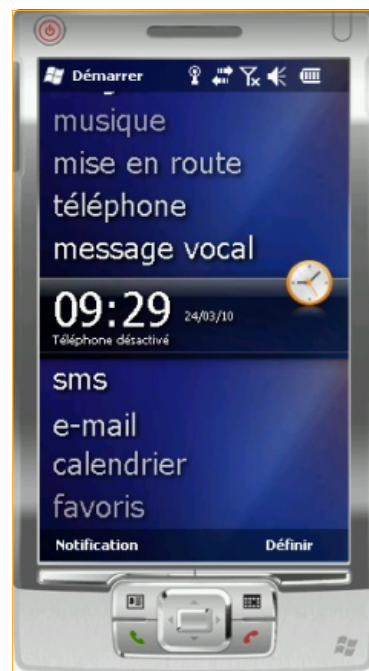 Démarrer
musique
mise en route
téléphone
message vocal
09:29 24/03/10
Téléphone désactivé
sms
e-mail
calendrier
favoris
Notification Définir